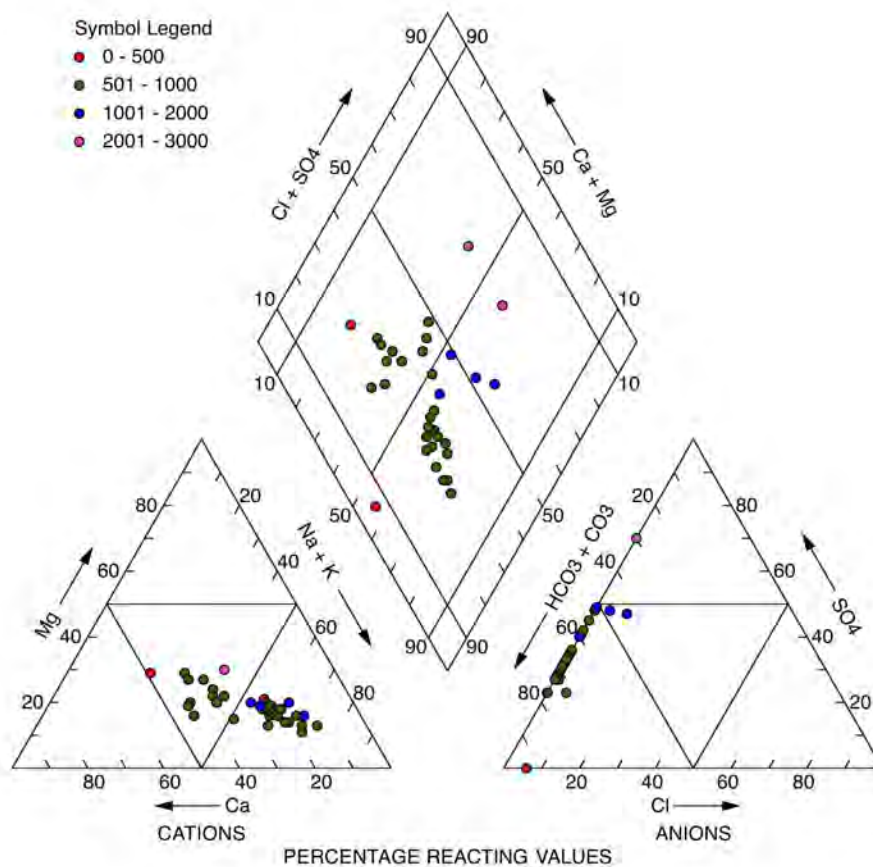 Symbol Legend
0 - 500
501 - 1000
1001 - 2000
2001 - 3000
90
90
Cl + SO4
Ca + Mg
50
50
10
10
10
10
50
50
90
90
80
20
Na + K
60
40
Mg
40
60
20
80
80
60
40
20
Ca
CATIONS
20
80
HCO3 + CO3
40
60
SO4
60
40
80
20
20
40
60
80
Cl
ANIONS
PERCENTAGE REACTING VALUES